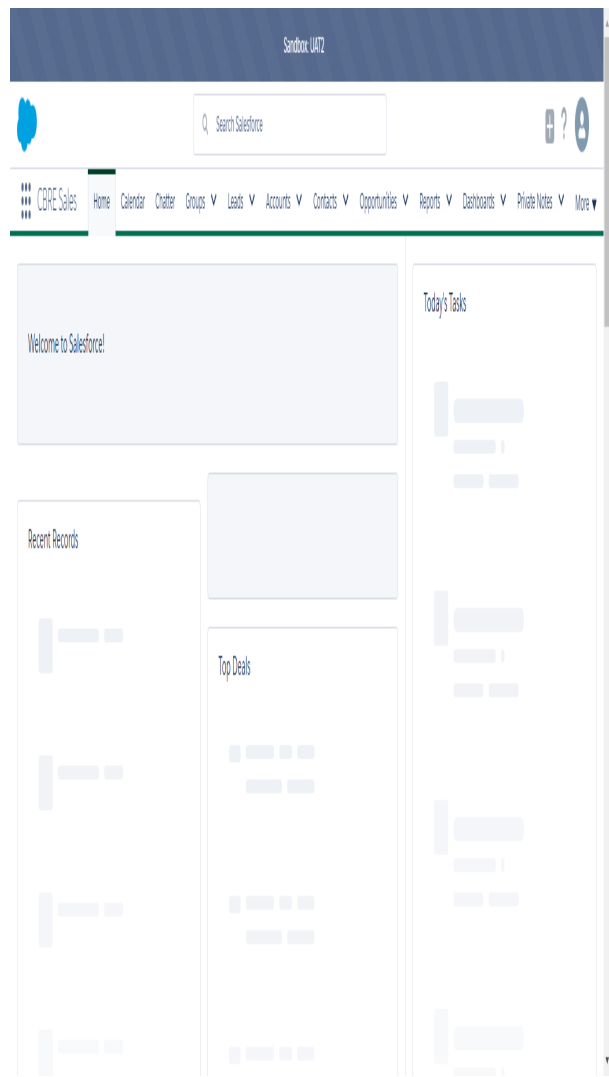 Sandbox: UAT2
Search Salesforce
CBRE Sales Home Calendar Chatter Groups Leads Accounts Contacts Opportunities Reports Dashboards Private Notes More
Welcome to Salesforce!
Recent Records
Top Deals
Today's Tasks